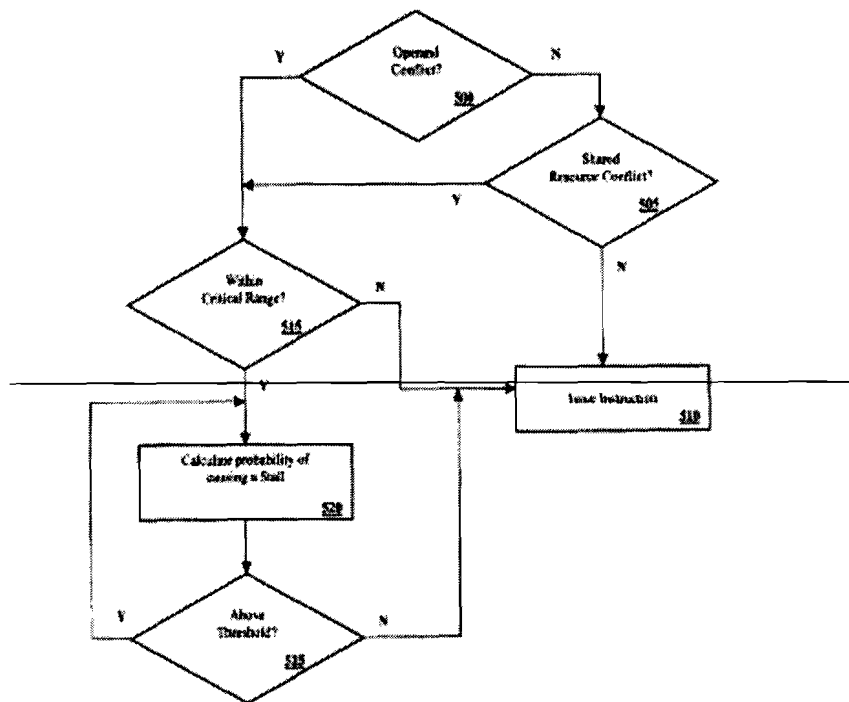 Operand
Conflict?
500
Y
N
Shared
Resource Conflict?
505
Y
N
Within
Critical Range?
515
N
Y
Issue Instruction
510
Calculate probability of
causing a Stall
520
Above
Threshold?
525
Y
N